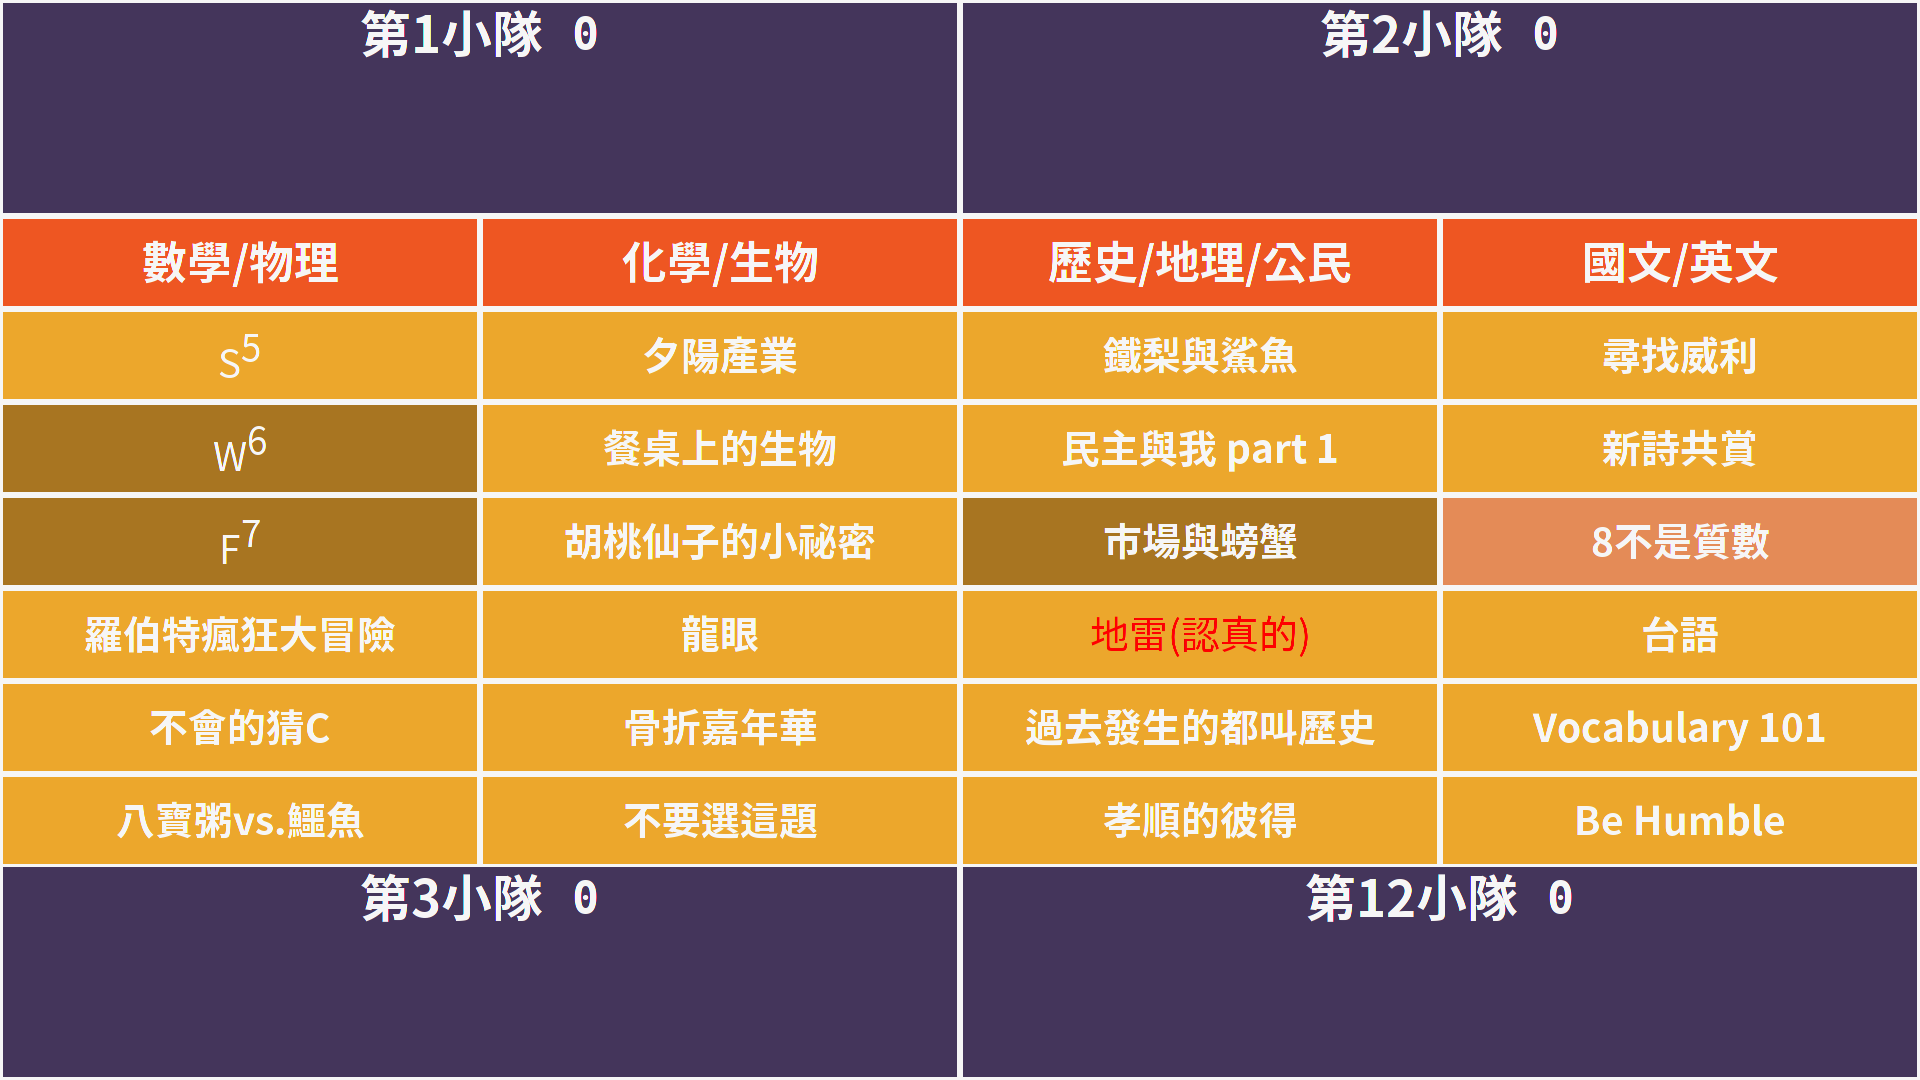 第1小隊 0
第2小隊 0
數學/物理
化學/生物
歷史/地理/公民
國文/英文
S⁵
夕陽產業
鐵梨與鯊魚
尋找威利
W⁶
餐桌上的生物
民主與我 part 1
新詩共賞
F⁷
胡桃仙子的小祕密
市場與螃蟹
8不是質數
羅伯特瘋狂大冒險
龍眼
地雷(認真的)
台語
不會的猜C
骨折嘉年華
過去發生的都叫歷史
Vocabulary 101
八寶粥vs.鱷魚
不要選這題
孝順的彼得
Be Humble
第3小隊 0
第12小隊 0